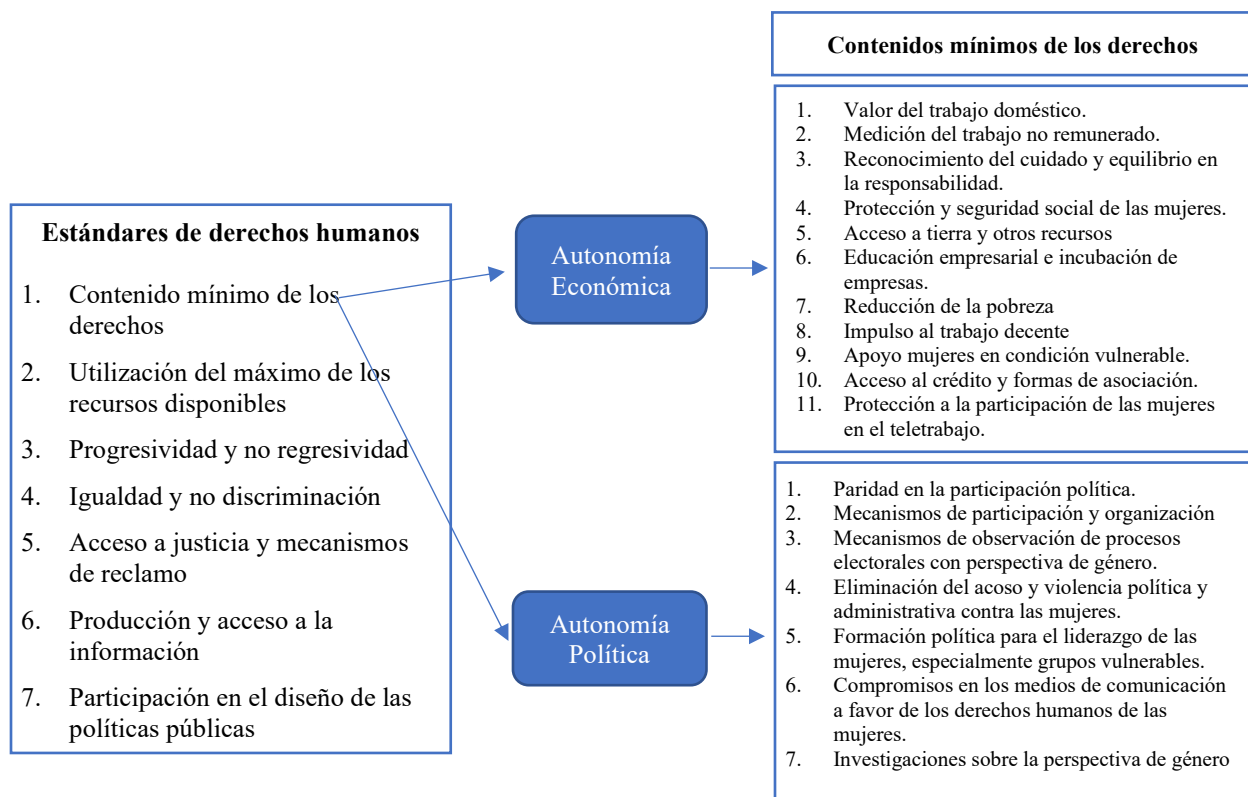 Estándares de derechos humanos
1. Contenido mínimo de los
derechos
2. Utilización del máximo de los
recursos disponibles
3. Progresividad y no regresividad
4. Igualdad y no discriminación
5. Acceso a justicia y mecanismos
de reclamo
6. Producción y acceso a la
información
7. Participación en el diseño de las
políticas públicas
Autonomía
Económica
Autonomía
Política
Contenidos mínimos de los derechos
1. Valor del trabajo doméstico.
2. Medición del trabajo no remunerado.
3. Reconocimiento del cuidado y equilibrio en
la responsabilidad.
4. Protección y seguridad social de las mujeres.
5. Acceso a tierra y otros recursos
6. Educación empresarial e incubación de
empresas.
7. Reducción de la pobreza
8. Impulso al trabajo decente
9. Apoyo mujeres en condición vulnerable.
10. Acceso al crédito y formas de asociación.
11. Protección a la participación de las mujeres
en el teletrabajo.
1. Paridad en la participación política.
2. Mecanismos de participación y organización
3. Mecanismos de observación de procesos
electorales con perspectiva de género.
4. Eliminación del acoso y violencia política y
administrativa contra las mujeres.
5. Formación política para el liderazgo de las
mujeres, especialmente grupos vulnerables.
6. Compromisos en los medios de comunicación
a favor de los derechos humanos de las
mujeres.
7. Investigaciones sobre la perspectiva de género